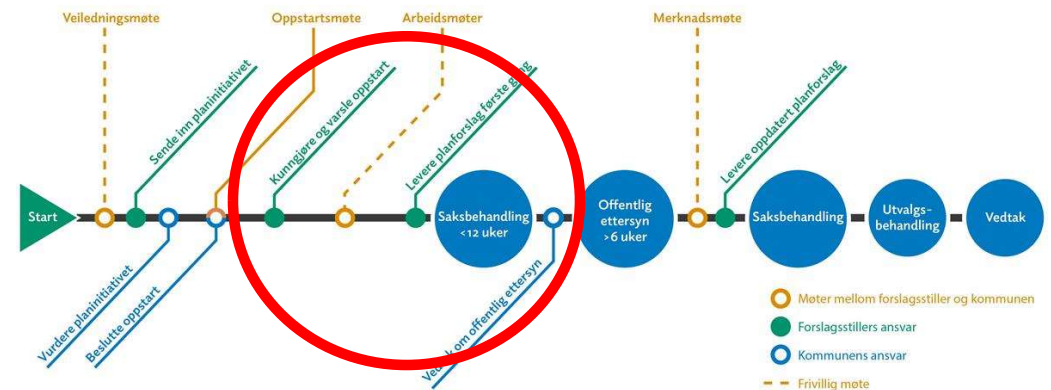 Veiledningsmøte
Oppstartsmøte
Arbeidsmøter
Merknadsmøte
Sende inn planinitiativet
Kunngjøre og varsle oppstart
Levere planforslag første gang
Levere oppdatert planforslag
Start
Saksbehandling
<12 uker
Offentlig
ettersyn
>6 uker
Saksbehandling
Utvalgs-
behandling
Vedtak
Vurdere planinitiativet
Beslutte oppstart
Vedtak om offentlig ettersyn
Møter mellom forslagsstiller og kommunen
Forslagsstillers ansvar
Kommunens ansvar
Frivillig møte